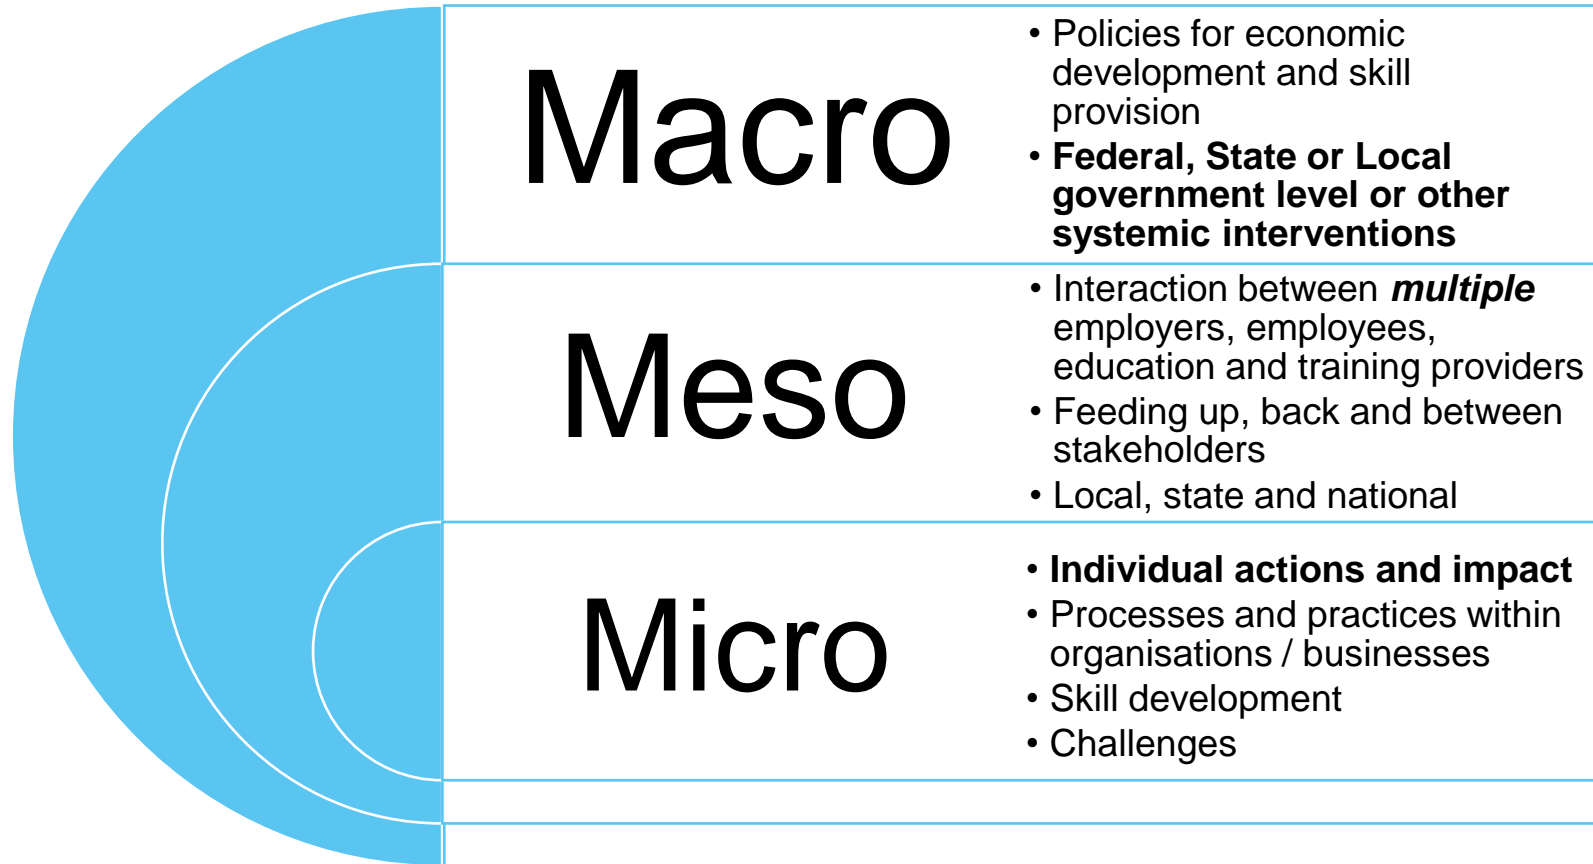 Macro
• Policies for economic
development and skill
provision
• Federal, State or Local
government level or other
systemic interventions
Meso
• Interaction between multiple
employers, employees,
education and training providers
• Feeding up, back and between
stakeholders
• Local, state and national
Micro
• Individual actions and impact
• Processes and practices within
organisations / businesses
• Skill development
• Challenges